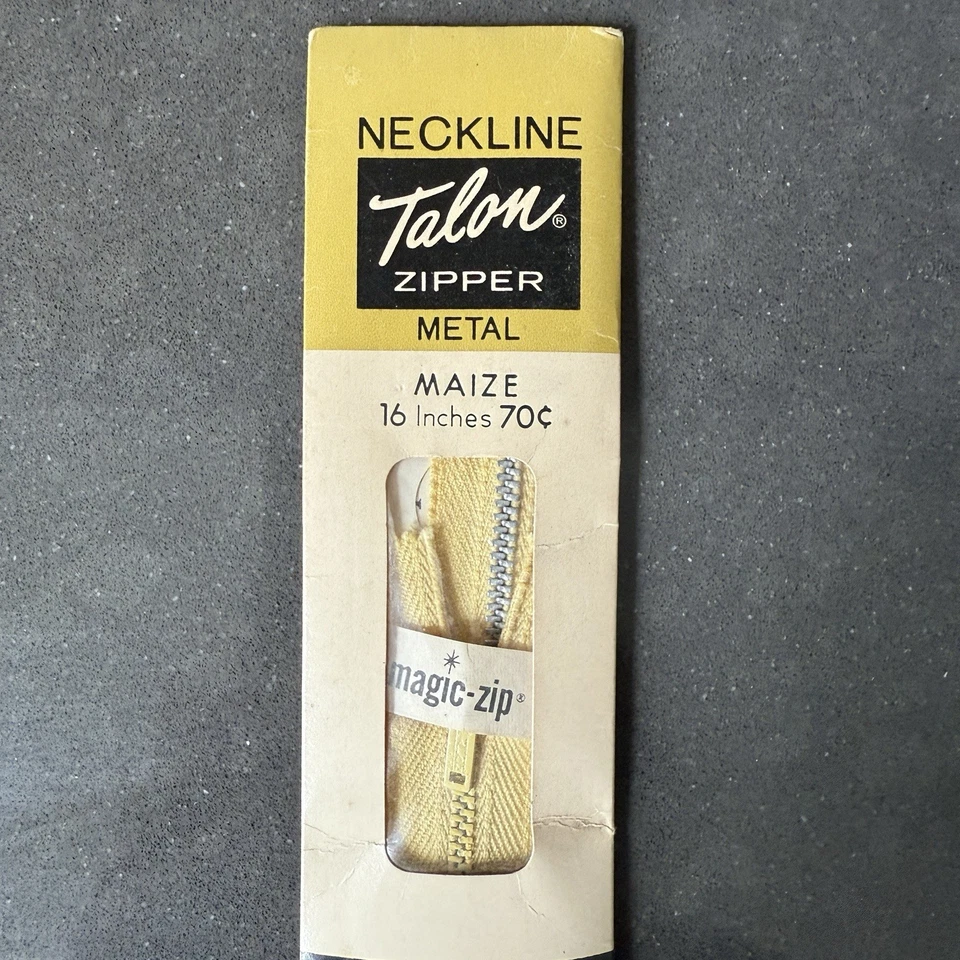 NECKLINE
Talon®
ZIPPER
METAL
MAIZE
16 Inches 70¢
magic-zip®